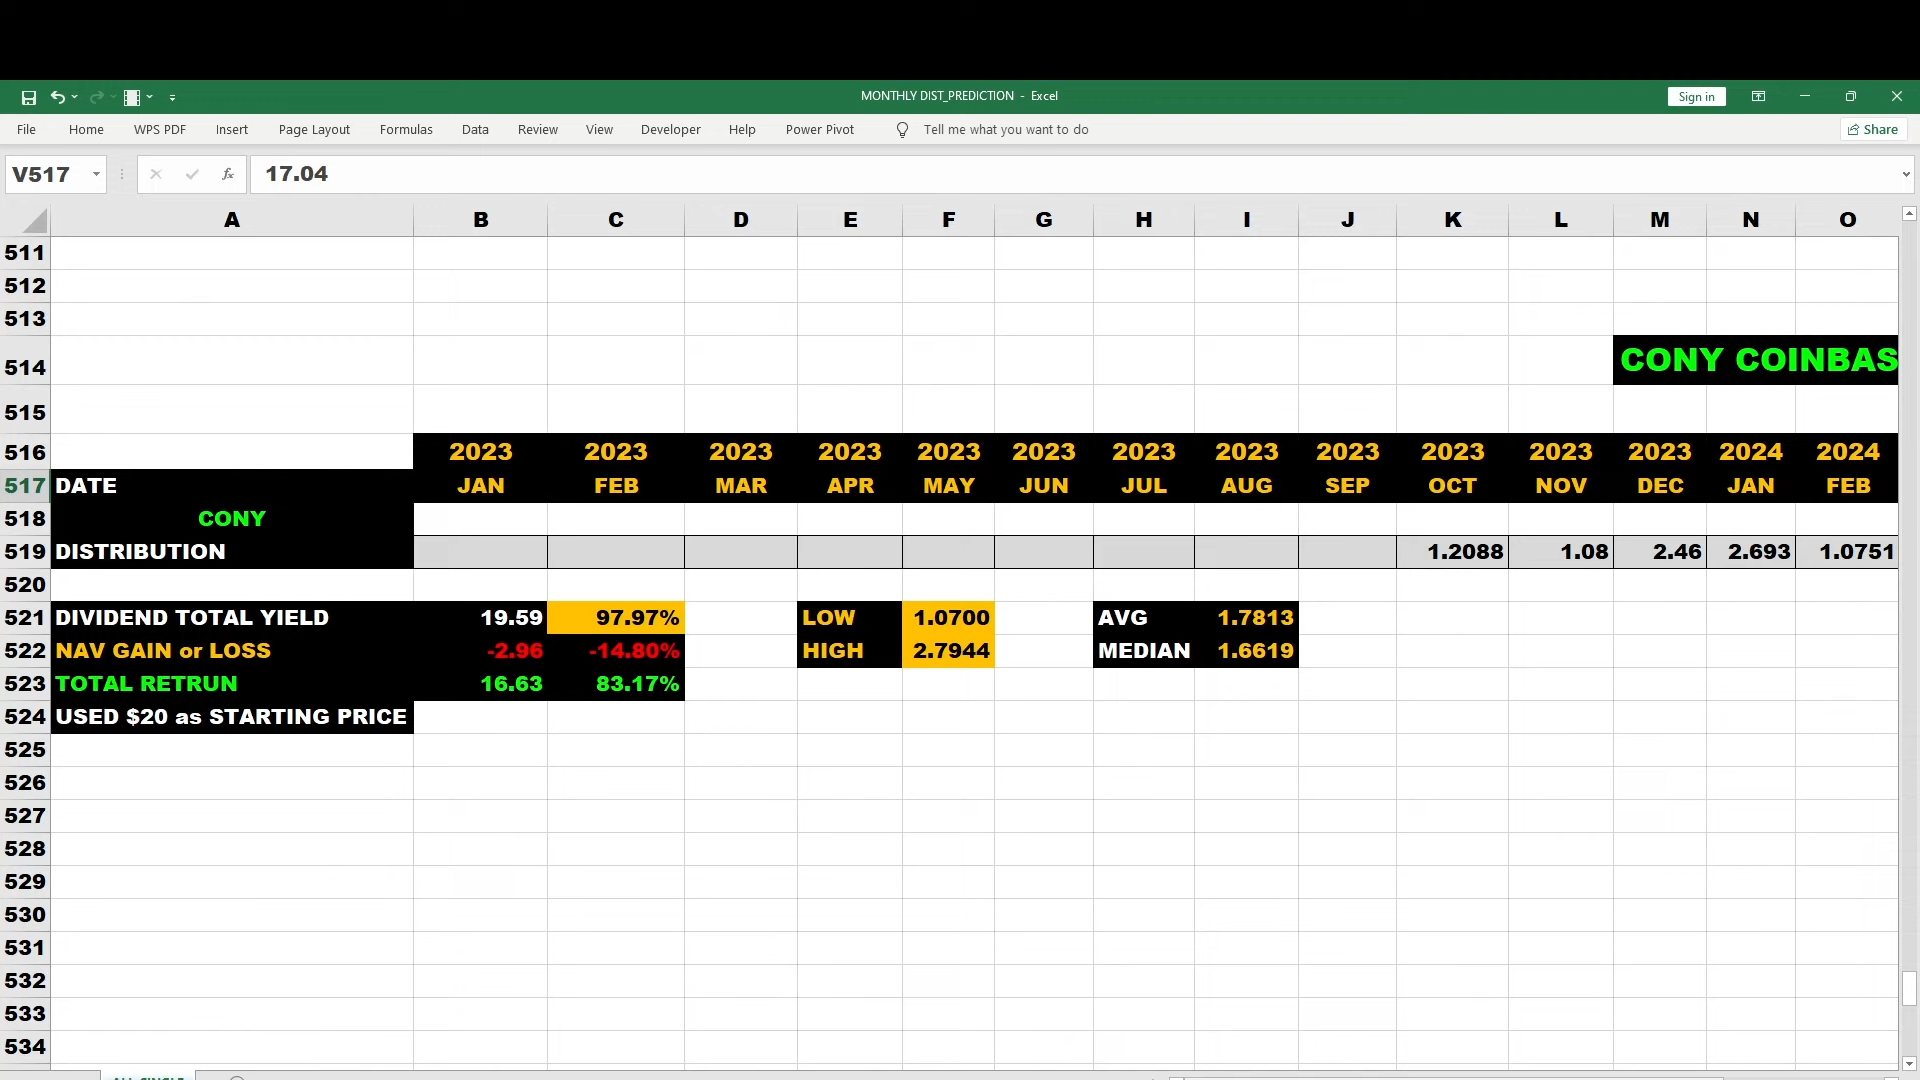 MONTHLY DIST_PREDICTION - Excel
Sign in
File Home WPS PDF Insert Page Layout Formulas Data Review View Developer Help Power Pivot Tell me what you want to do Share
V517 fx 17.04
A B C D E F G H I J K L M N O
511
512
513
514 CONY COINBAS
515
516 2023 2023 2023 2023 2023 2023 2023 2023 2023 2023 2023 2023 2024 2024
517 DATE JAN FEB MAR APR MAY JUN JUL AUG SEP OCT NOV DEC JAN FEB
518 CONY
519 DISTRIBUTION 1.2088 1.08 2.46 2.693 1.0751
520
521 DIVIDEND TOTAL YIELD 19.59 97.97% LOW 1.0700 AVG 1.7813
522 NAV GAIN or LOSS -2.96 -14.80% HIGH 2.7944 MEDIAN 1.6619
523 TOTAL RETRUN 16.63 83.17%
524 USED $20 as STARTING PRICE
525
526
527
528
529
530
531
532
533
534